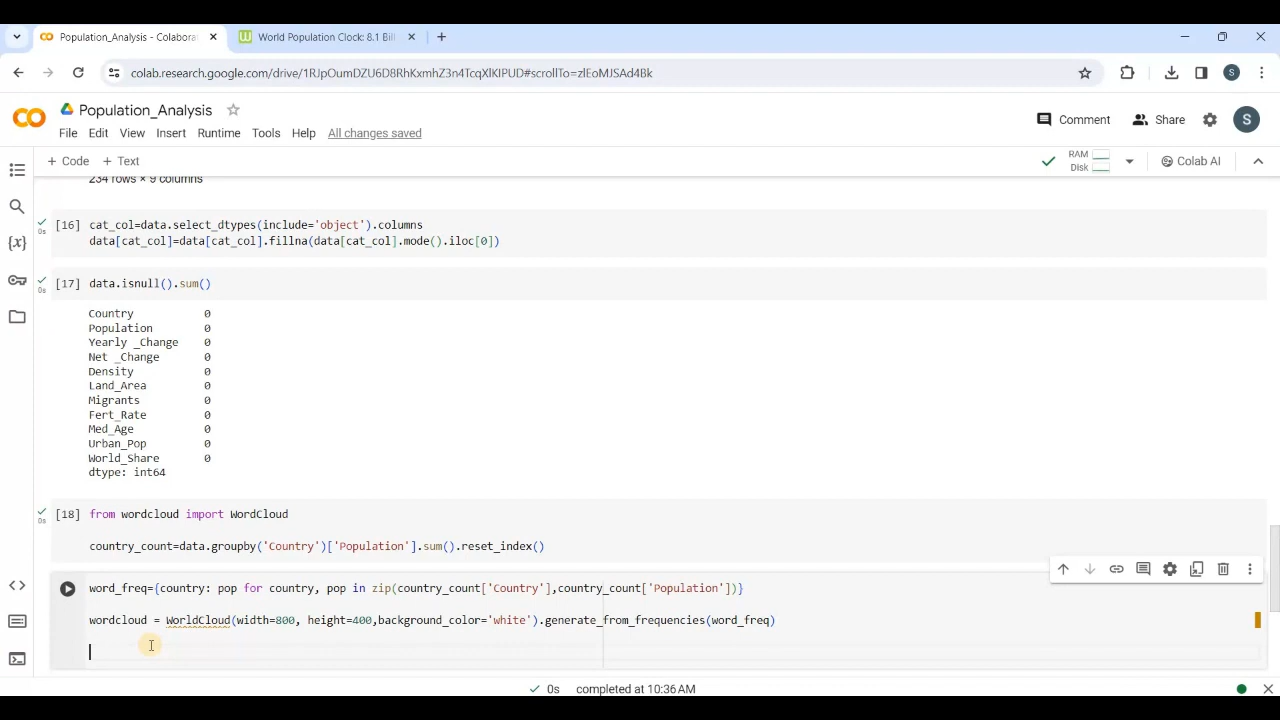 Population_Analysis - Colabora
World Population Clock: 8.1 Bil
colab.research.google.com/drive/1RJpOumDZU6D8RhKxmhZ3n4TcqXlKIPUD#scrollTo=zlEoMJSAd4Bk
S
Population_Analysis
Comment
Share
S
File Edit View Insert Runtime Tools Help All changes saved
+ Code + Text
RAM
Disk
Colab AI
234 rows × 9 columns
[16] cat_col=data.select_dtypes(include='object').columns
0s
data[cat_col]=data[cat_col].fillna(data[cat_col].mode().iloc[0])
{x}
[17] data.isnull().sum()
0s
Country 0
Population 0
Yearly _Change 0
Net _Change 0
Density 0
Land_Area 0
Migrants 0
Fert_Rate 0
Med_Age 0
Urban_Pop 0
World_Share 0
dtype: int64
[18] from wordcloud import WordCloud
0s
country_count=data.groupby('Country')['Population'].sum().reset_index()
word_freq={country: pop for country, pop in zip(country_count['Country'],country_count['Population'])}
wordcloud = WorldCloud(width=800, height=400,background_color='white').generate_from_frequencies(word_freq)
0s completed at 10:36 AM